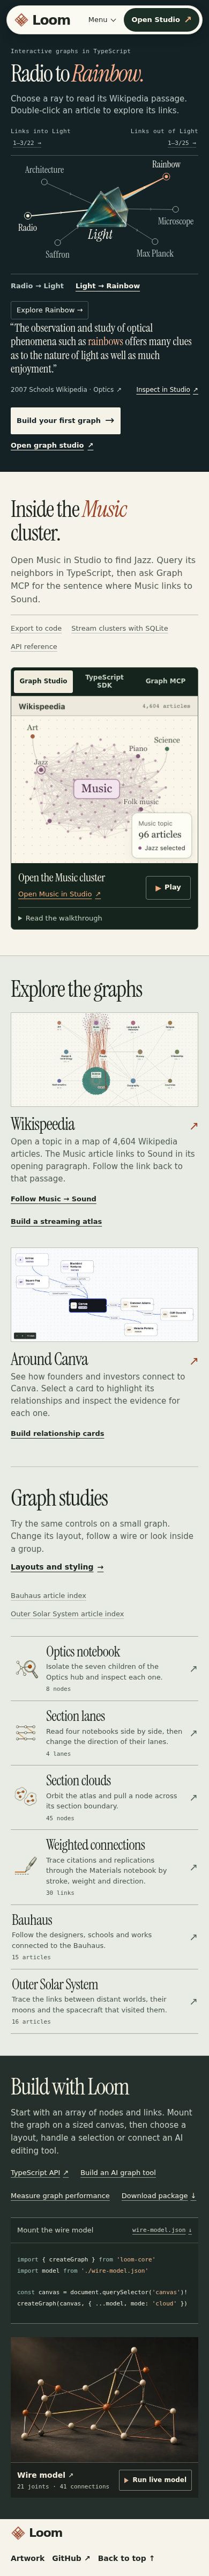 Loom
Menu
Open Studio ↗
Interactive graphs in TypeScript
Radio to Rainbow.
Choose a ray to read its Wikipedia passage.
Double-click an article to explore its links.
Links into Light
Links out of Light
1–3/22 →
1–3/25 →
Architecture
Rainbow
Radio
Light
Microscope
Saffron
Max Planck
Radio → Light
Light → Rainbow
Explore Rainbow →
“The observation and study of optical
phenomena such as rainbows offers many clues
as to the nature of light as well as much
enjoyment.”
2007 Schools Wikipedia · Optics ↗
Inspect in Studio ↗
Build your first graph →
Open graph studio ↗
Inside the Music
cluster.
Open Music in Studio to find Jazz. Query its
neighbors in TypeScript, then ask Graph
MCP for the sentence where Music links to
Sound.
Export to code
Stream clusters with SQLite
API reference
Graph Studio
TypeScript
SDK
Graph MCP
Wikispeedia
4,604 articles
Art
Science
Piano
Jazz
Music
Folk music
Music topic
96 articles
Jazz selected
Open the Music cluster
Open Music in Studio ↗
▶ Play
▶ Read the walkthrough
Explore the graphs
Wikispeedia ↗
Open a topic in a map of 4,604 Wikipedia
articles. The Music article links to Sound in its
opening paragraph. Follow the link back to
that passage.
Follow Music → Sound
Build a streaming atlas
Around Canva ↗
See how founders and investors connect to
Canva. Select a card to highlight its
relationships and inspect the evidence for
each one.
Build relationship cards
Graph studies
Try the same controls on a small graph.
Change its layout, follow a wire or look inside
a group.
Layouts and styling →
Bauhaus article index
Outer Solar System article index
Optics notebook
Isolate the seven children of the
Optics hub and inspect each one.
8 nodes
↗
Section lanes
Read four notebooks side by side, then
change the direction of their lanes.
4 lanes
↗
Section clouds
Orbit the atlas and pull a node across
its section boundary.
45 nodes
↗
Weighted connections
Trace citations and replications
through the Materials notebook by
stroke, weight and direction.
30 links
↗
Bauhaus
Follow the designers, schools and works
connected to the Bauhaus.
15 articles
↗
Outer Solar System
Trace the links between distant worlds, their
moons and the spacecraft that visited them.
16 articles
↗
Build with Loom
Start with an array of nodes and links. Mount
the graph on a sized canvas, then choose a
layout, handle a selection or connect an AI
editing tool.
TypeScript API ↗
Build an AI graph tool
Measure graph performance
Download package ↓
Mount the wire model
wire-model.json ↓
import { createGraph } from 'loom-core'
import model from './wire-model.json'
const canvas = document.querySelector('canvas')!
createGraph(canvas, { ...model, mode: 'cloud' })
Wire model ↗
21 joints · 41 connections
▶ Run live model
Loom
Artwork
GitHub ↗
Back to top ↑